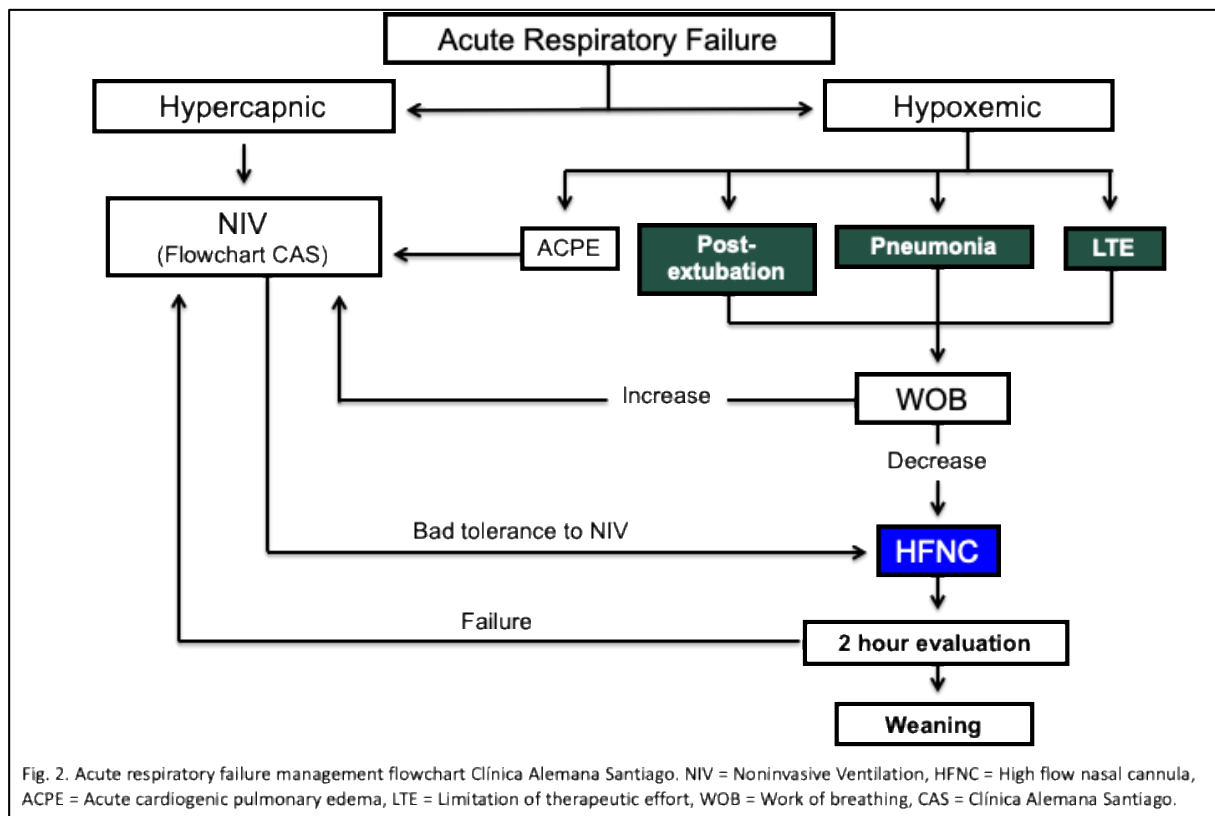 Acute Respiratory Failure
Hypercapnic
Hypoxemic
NIV
(Flowchart CAS)
ACPE
Post-
extubation
Pneumonia
LTE
Increase
WOB
Decrease
Bad tolerance to NIV
HFNC
Failure
2 hour evaluation
Weaning
Fig. 2. Acute respiratory failure management flowchart Clínica Alemana Santiago. NIV = Noninvasive Ventilation, HFNC = High flow nasal cannula,
ACPE = Acute cardiogenic pulmonary edema, LTE = Limitation of therapeutic effort, WOB = Work of breathing, CAS = Clínica Alemana Santiago.